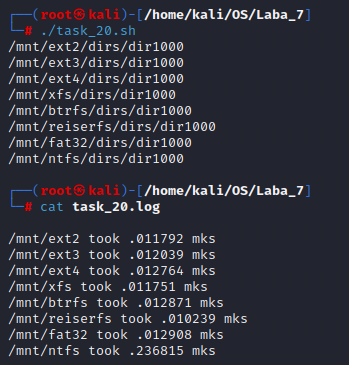 ┌──(root㉿kali)-[/home/kali/OS/Laba_7]
└─# ./task_20.sh
/mnt/ext2/dirs/dir1000
/mnt/ext3/dirs/dir1000
/mnt/ext4/dirs/dir1000
/mnt/xfs/dirs/dir1000
/mnt/btrfs/dirs/dir1000
/mnt/reiserfs/dirs/dir1000
/mnt/fat32/dirs/dir1000
/mnt/ntfs/dirs/dir1000
┌──(root㉿kali)-[/home/kali/OS/Laba_7]
└─# cat task_20.log
/mnt/ext2 took .011792 mks
/mnt/ext3 took .012039 mks
/mnt/ext4 took .012764 mks
/mnt/xfs took .011751 mks
/mnt/btrfs took .012871 mks
/mnt/reiserfs took .010239 mks
/mnt/fat32 took .012908 mks
/mnt/ntfs took .236815 mks